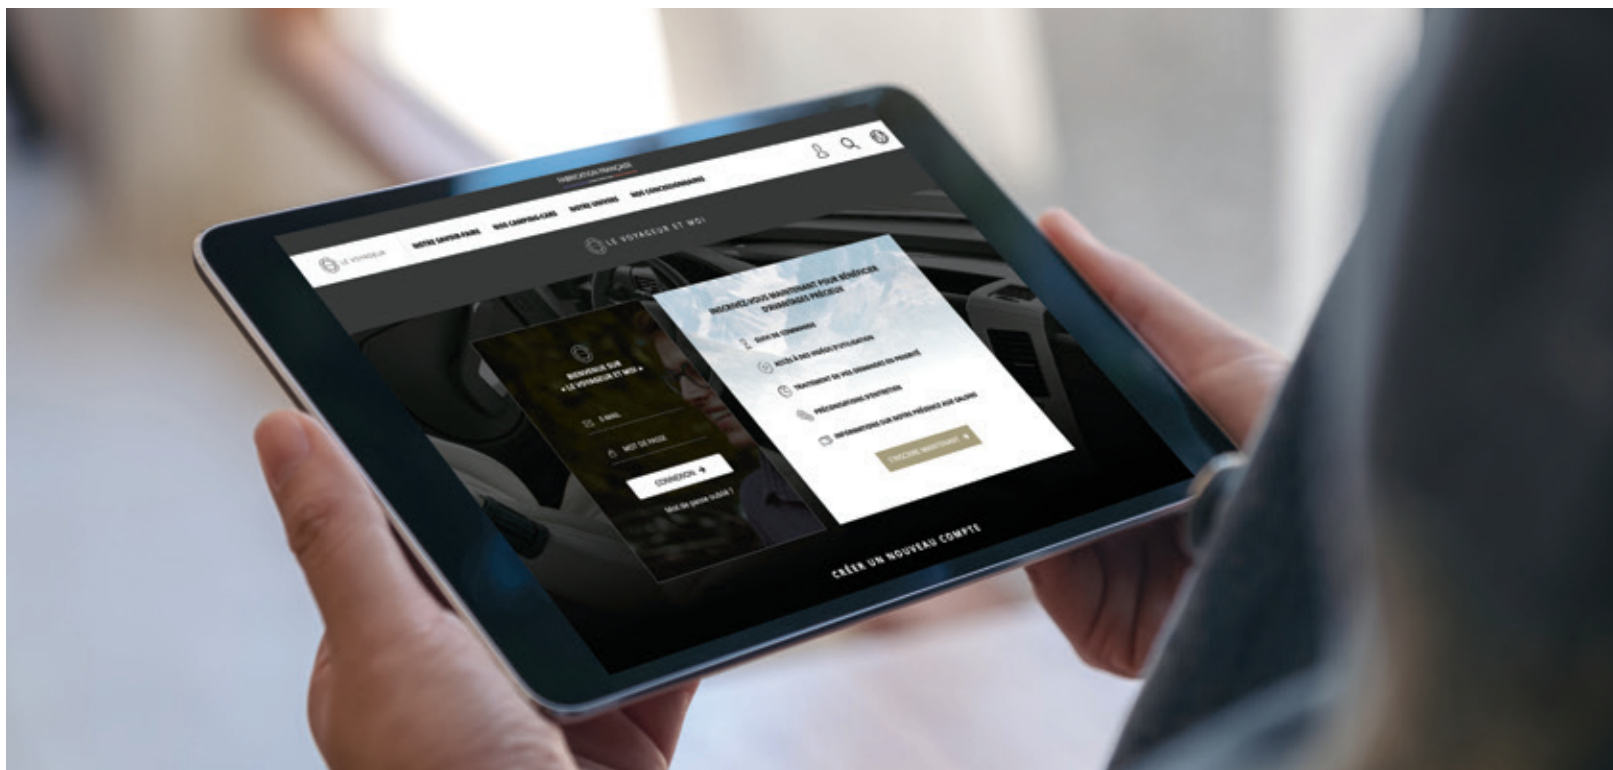 FABRICATION FRANÇAISE
LE VOYAGEUR
NOTRE SAVOIR-FAIRE NOS CAMPING-CARS NOTRE UNIVERS NOS CONCESSIONNAIRES
LE VOYAGEUR ET MOI
BIENVENUE SUR
« LE VOYAGEUR ET MOI »
E-MAIL
MOT DE PASSE
CONNEXION
Mot de passe oublié ?
INSCRIVEZ-VOUS MAINTENANT POUR BÉNÉFICIER
D'AVANTAGES PRÉCIEUX
SUIVI DE COMMANDE
ACCÈS À DES VIDÉOS D'UTILISATION
TRAITEMENT DE VOS DEMANDES EN PRIORITÉ
PRÉCONISATIONS D'ENTRETIEN
INFORMATIONS SUR NOTRE PRÉSENCE AUX SALONS
S'INSCRIRE MAINTENANT
CRÉER UN NOUVEAU COMPTE